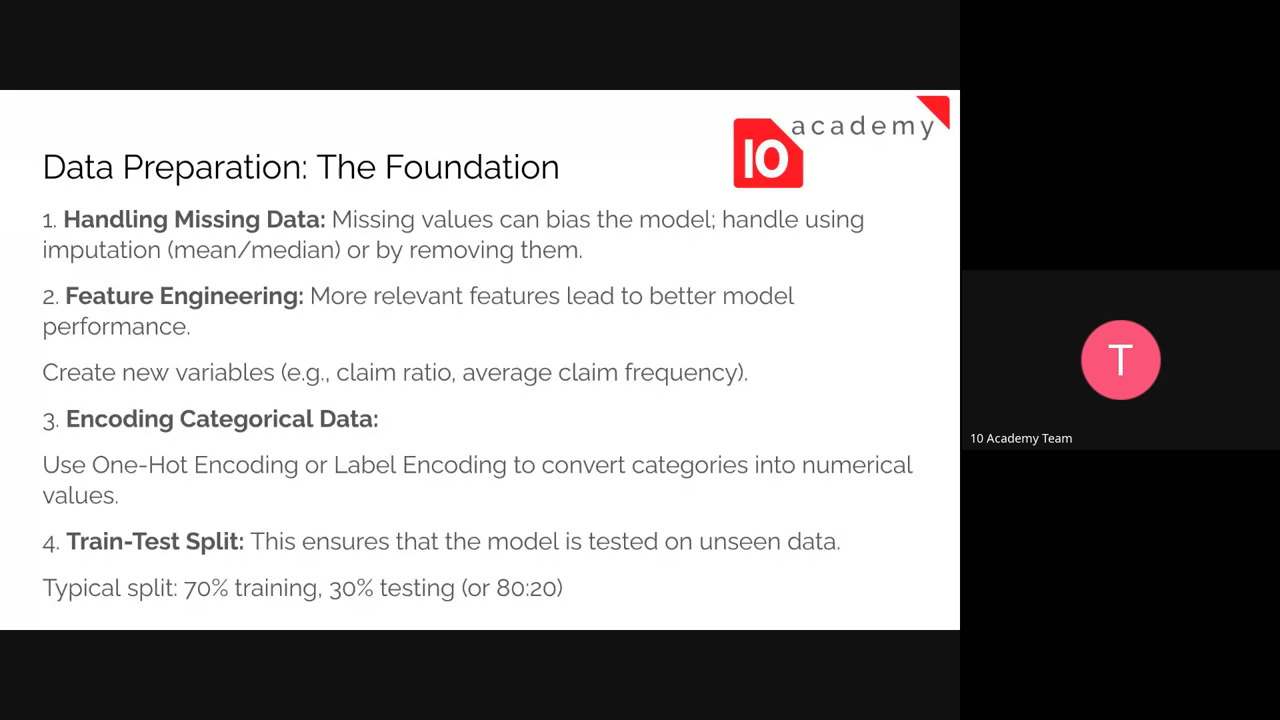 academy
10
Data Preparation: The Foundation
1. Handling Missing Data: Missing values can bias the model; handle using
imputation (mean/median) or by removing them.
2. Feature Engineering: More relevant features lead to better model
performance.
Create new variables (e.g., claim ratio, average claim frequency).
3. Encoding Categorical Data:
Use One-Hot Encoding or Label Encoding to convert categories into numerical
values.
4. Train-Test Split: This ensures that the model is tested on unseen data.
Typical split: 70% training, 30% testing (or 80:20)
T
10 Academy Team